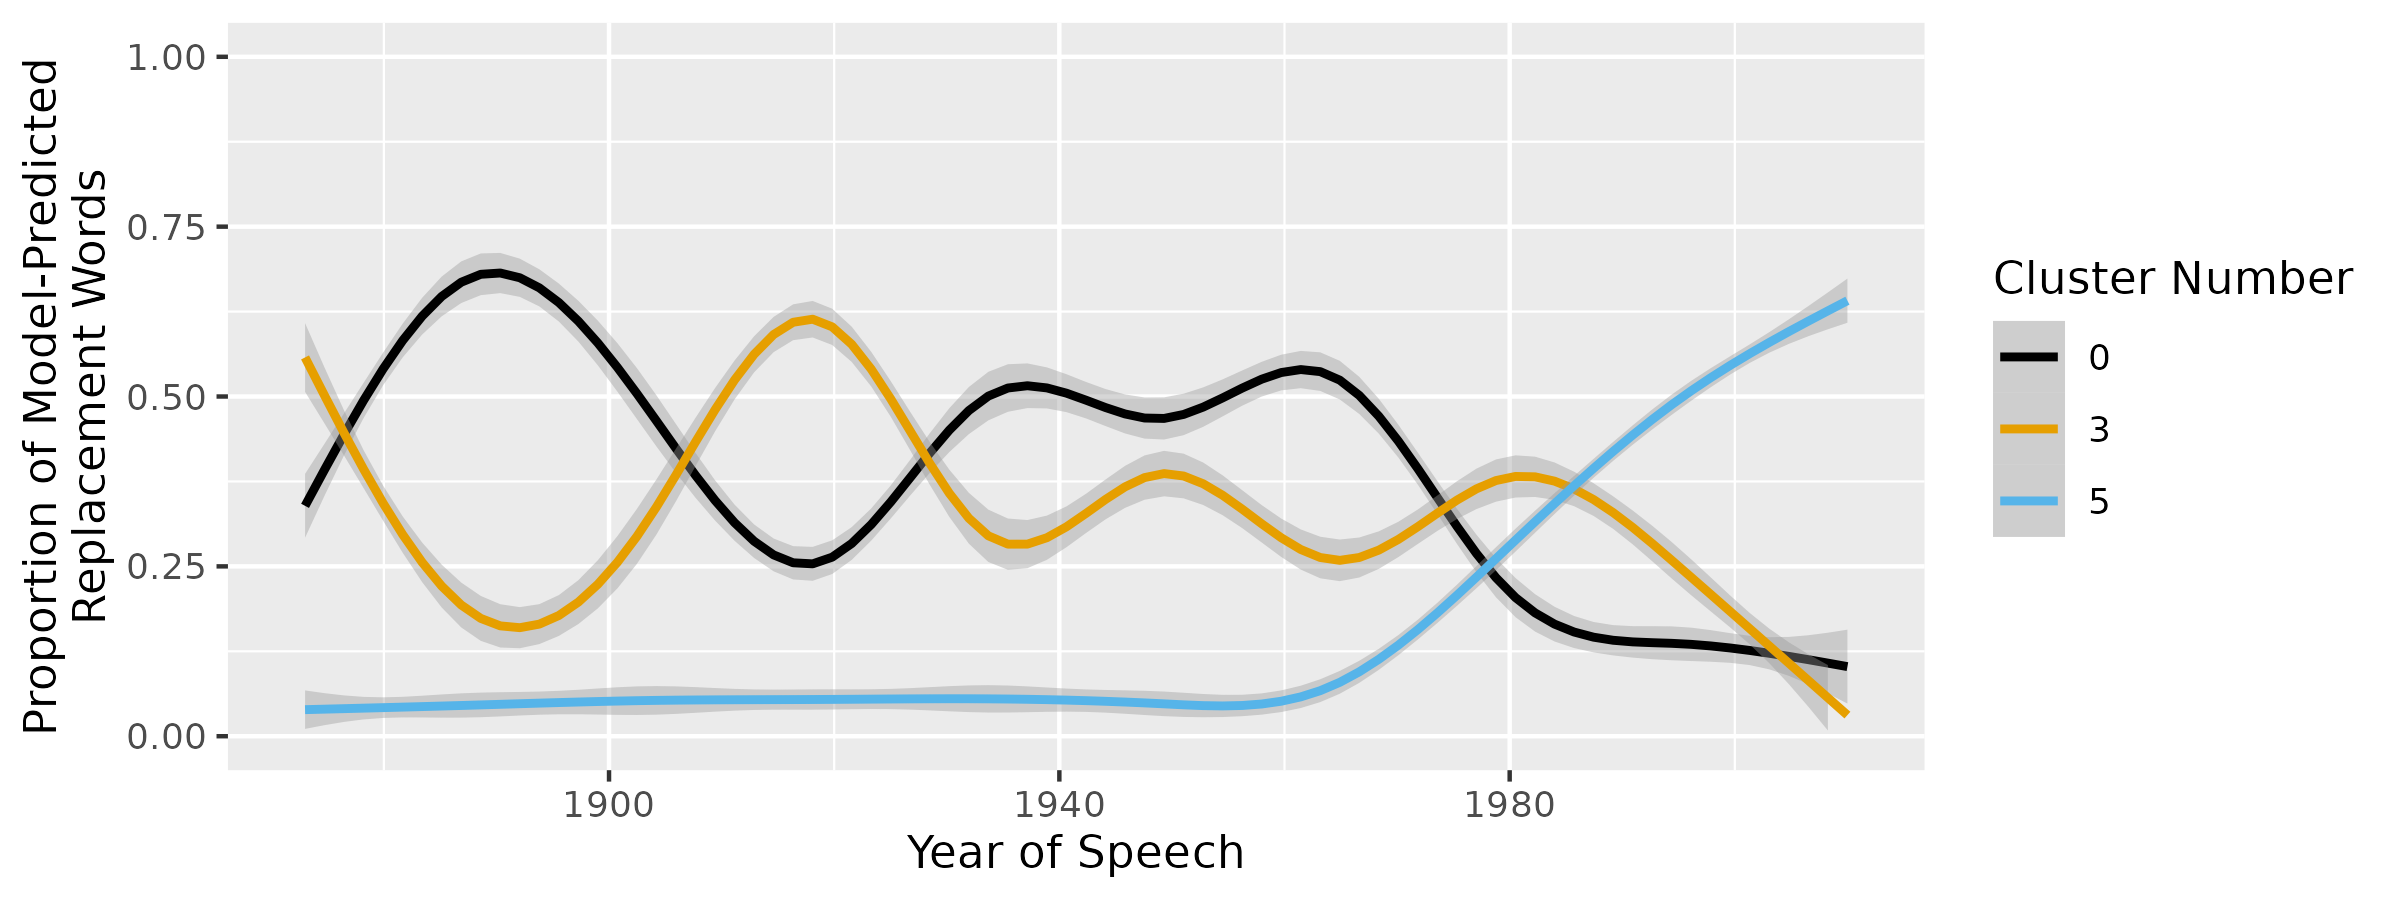 Proportion of Model-Predicted
Replacement Words
1.00
0.75
0.50
0.25
0.00
1900
1940
1980
Year of Speech
Cluster Number
0
3
5